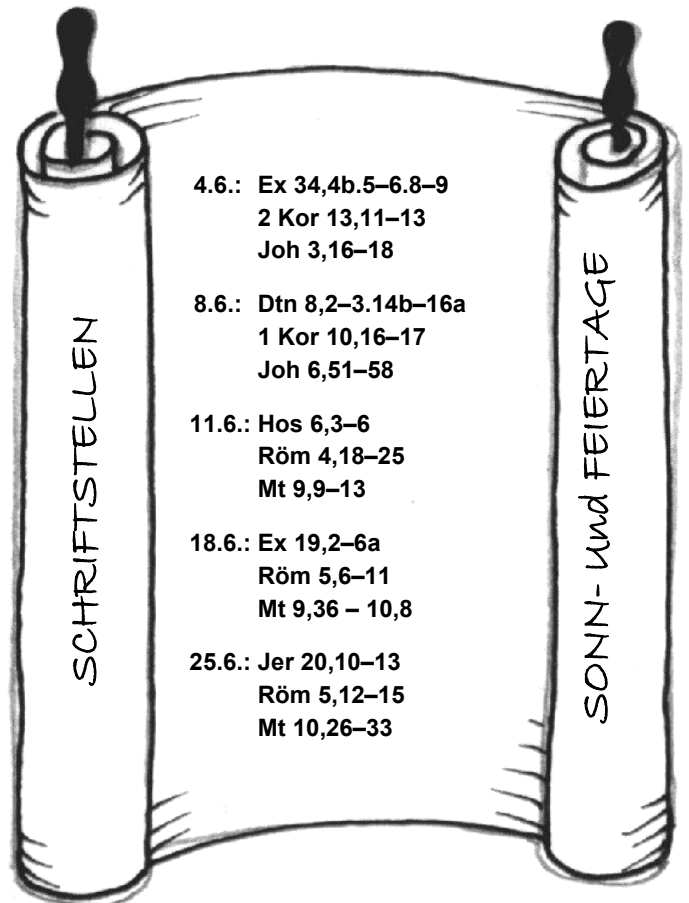 SCHRIFTSTELLEN
4.6.: Ex 34,4b.5–6.8–9
2 Kor 13,11–13
Joh 3,16–18
8.6.: Dtn 8,2–3.14b–16a
1 Kor 10,16–17
Joh 6,51–58
11.6.: Hos 6,3–6
Röm 4,18–25
Mt 9,9–13
18.6.: Ex 19,2–6a
Röm 5,6–11
Mt 9,36 – 10,8
25.6.: Jer 20,10–13
Röm 5,12–15
Mt 10,26–33
SONN- Und FEIERTAGE